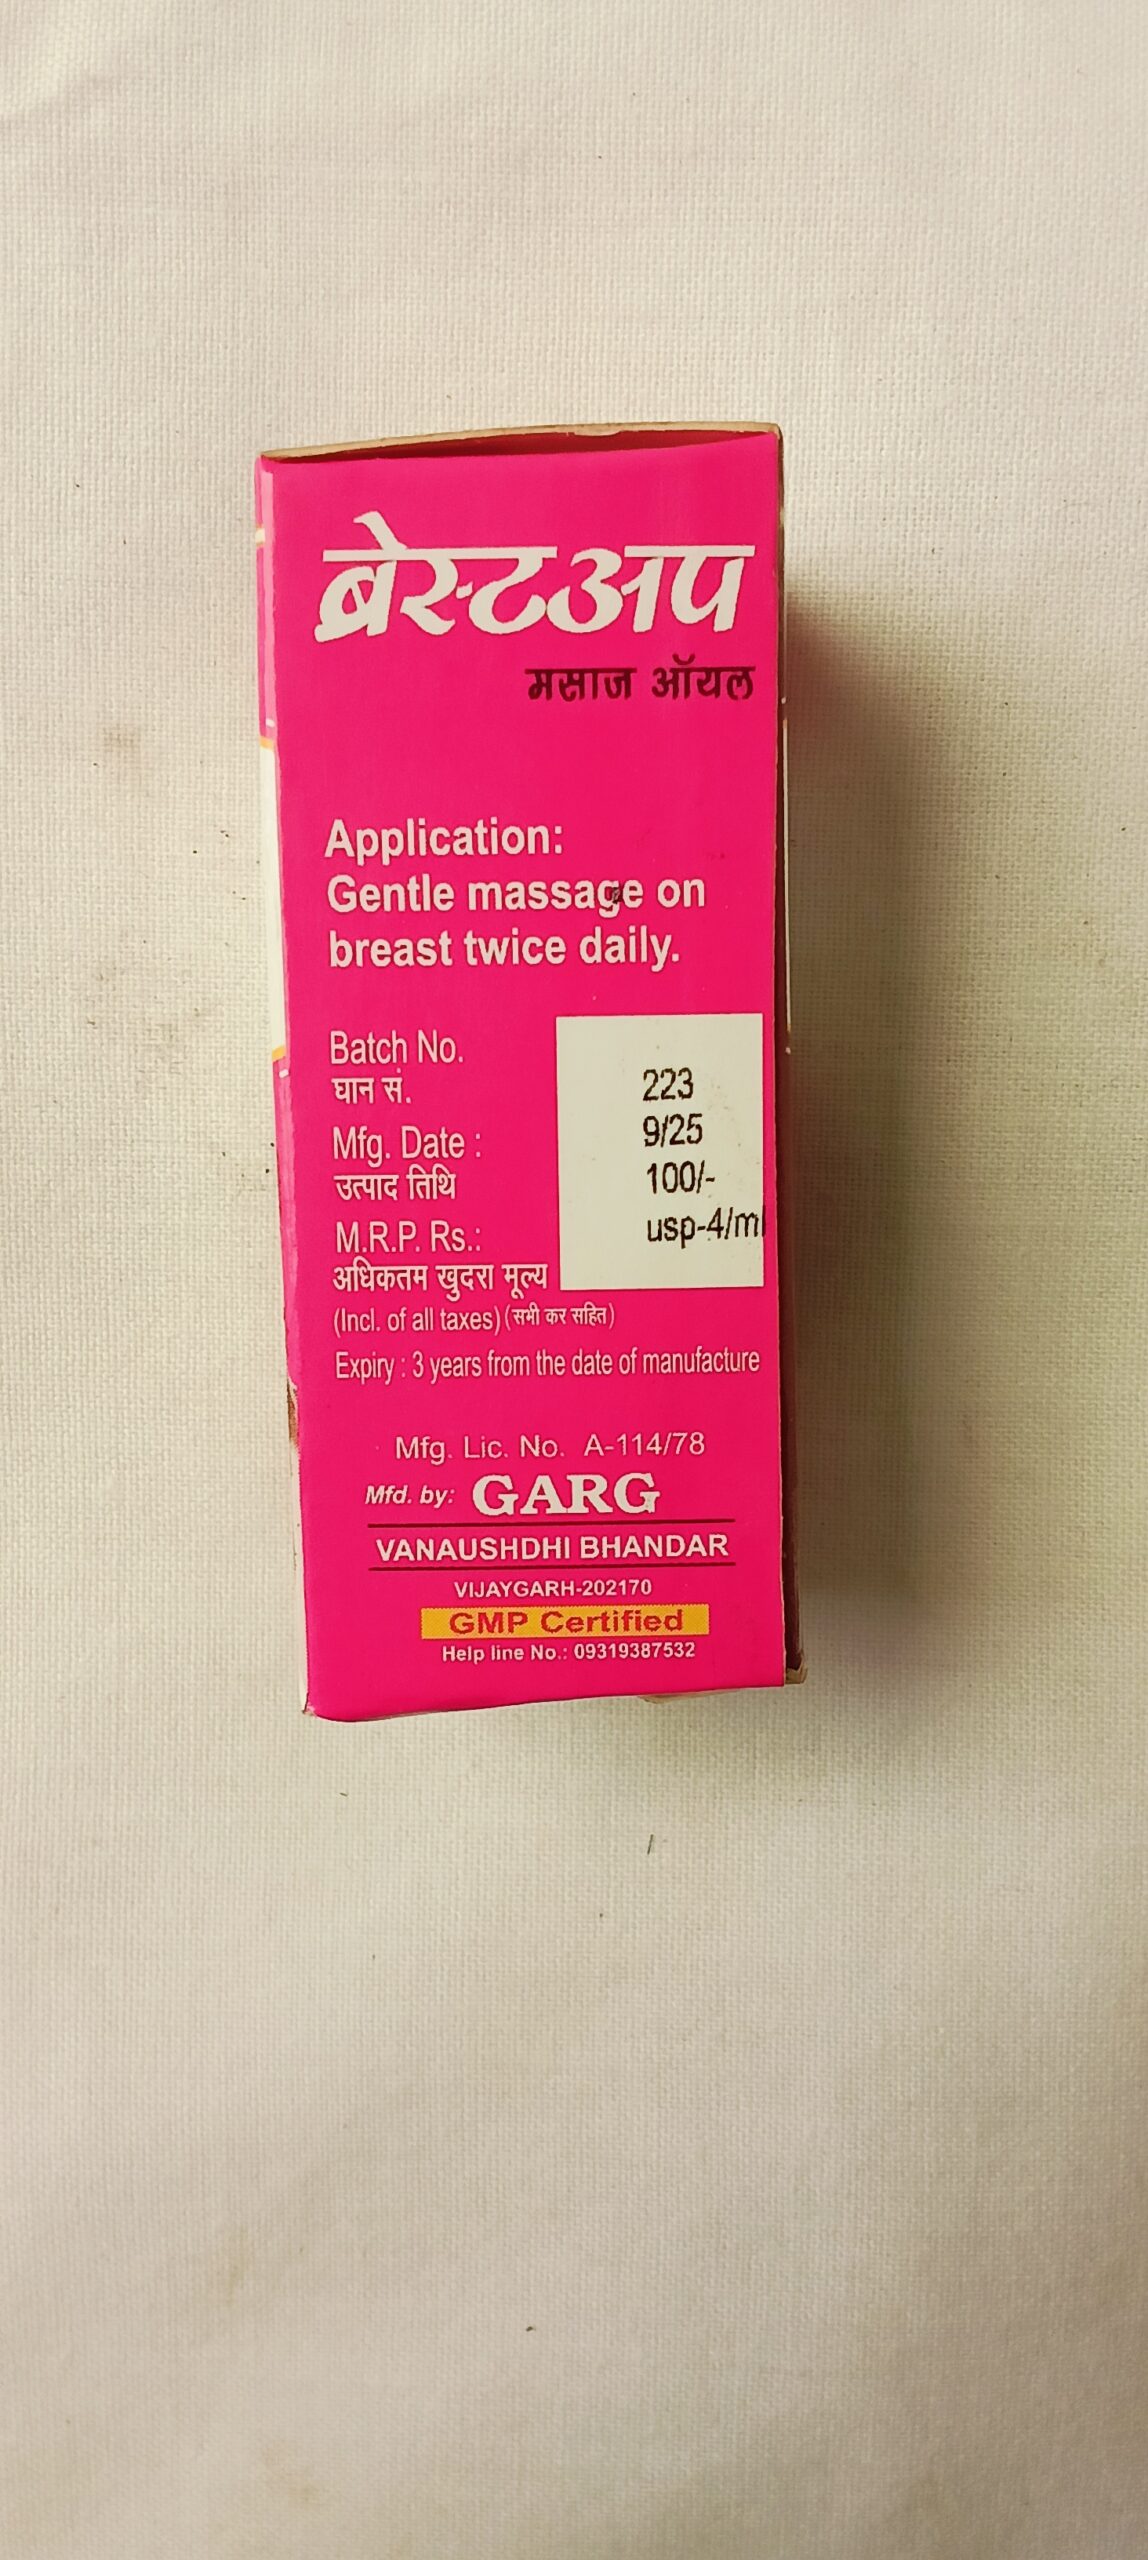 ब्रेस्टअप
मसाज ऑयल
Application:
Gentle massage on
breast twice daily.
Batch No.
घान सं.
223
Mfg. Date :
उत्पाद तिथि
9/25
M.R.P. Rs.:
अधिकतम खुदरा मूल्य
100/-
usp-4/ml
(Incl. of all taxes) (सभी कर सहित)
Expiry : 3 years from the date of manufacture
Mfg. Lic. No. A-114/78
Mfd. by: GARG
VANAUSHDHI BHANDAR
VIJAYGARH-202170
GMP Certified
Help line No.: 09319387532